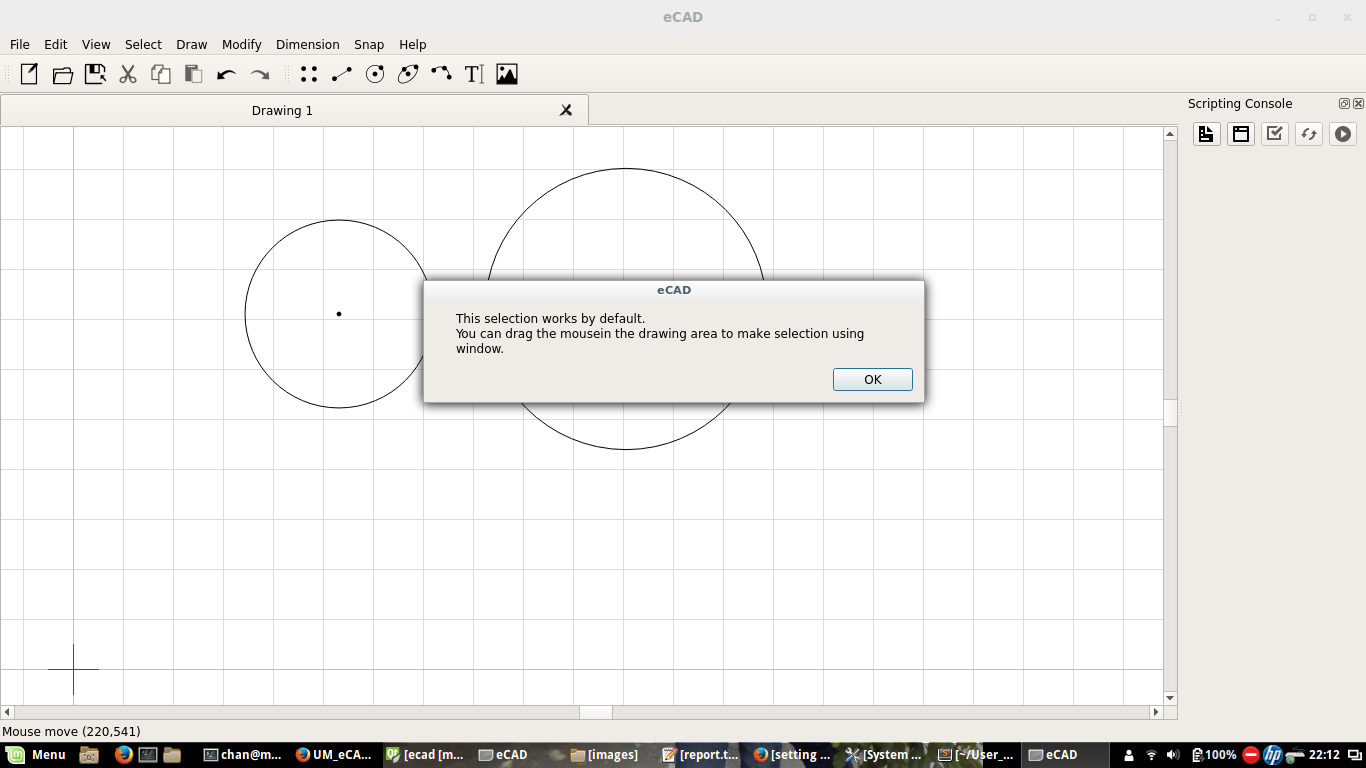 eCAD
File Edit View Select Draw Modify Dimension Snap Help
T
Drawing 1
Scripting Console
eCAD
This selection works by default.
You can drag the mousein the drawing area to make selection using
window.
OK
Mouse move (220,541)
Menu chan@m... UM_eCA... [ecad [m... eCAD [images] [report.t... [setting ... [System ... [~/User_... eCAD 100% hp 22:12